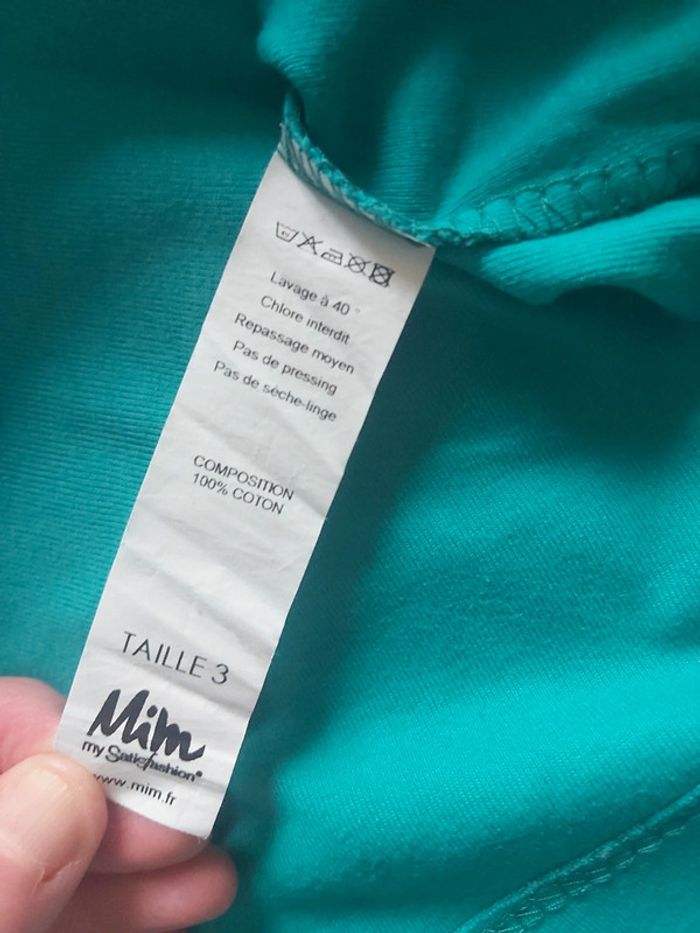 Lavage à 40 °
Chlore interdit
Repassage moyen
Pas de pressing
Pas de sèche-linge
COMPOSITION
100% COTON
TAILLE 3
Mim
my Satisfashion®
www.mim.fr